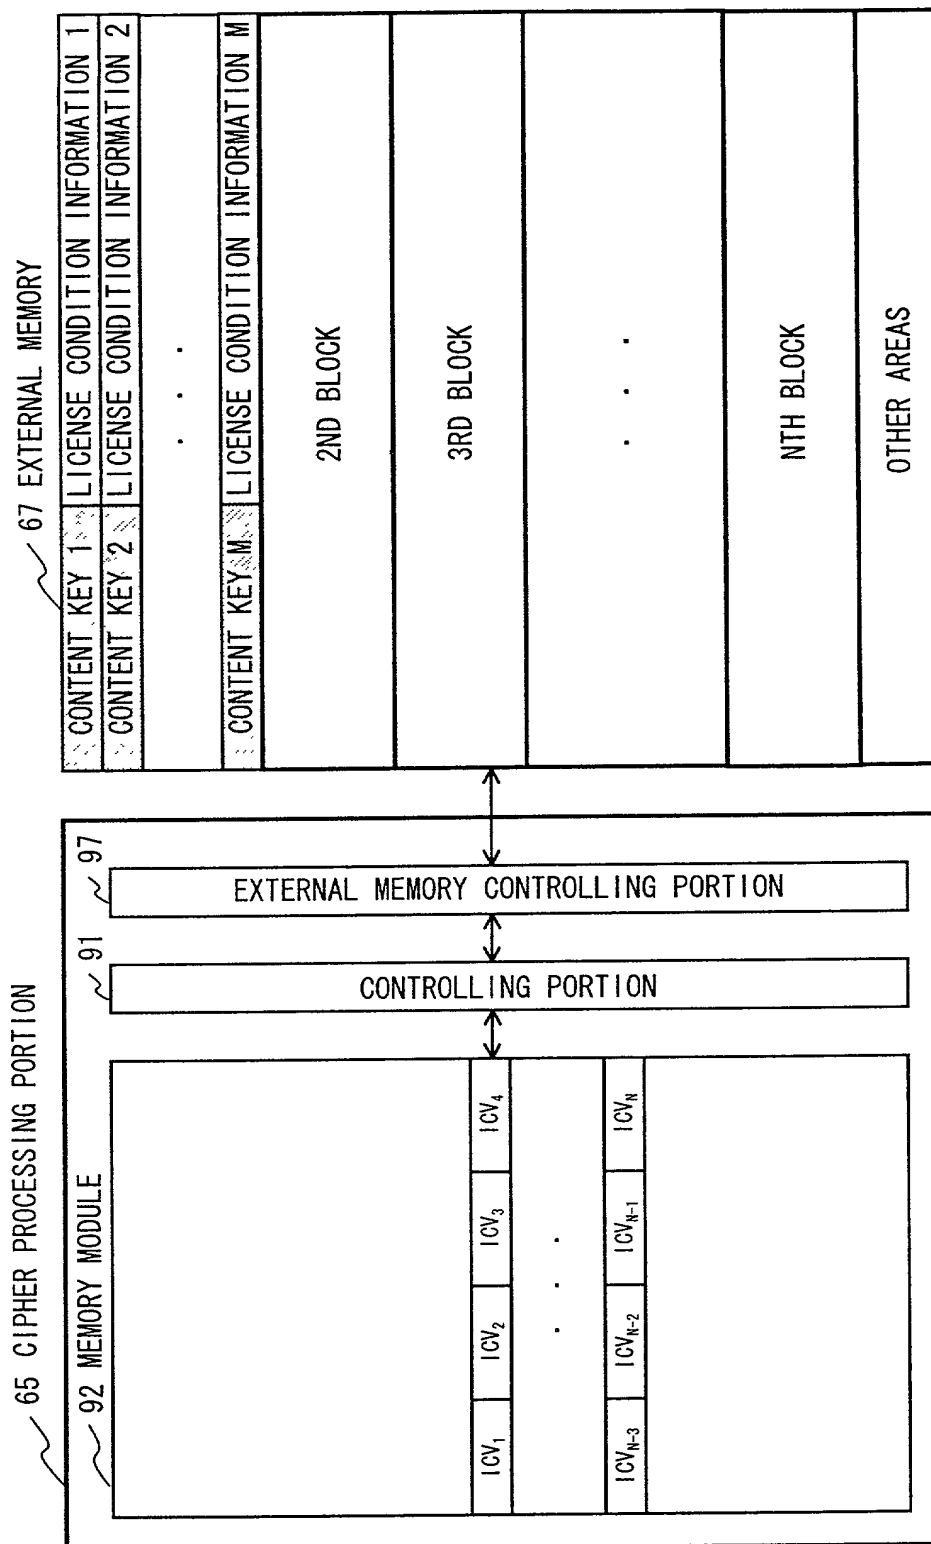 65 CIPHER PROCESSING PORTION
92 MEMORY MODULE
ICV1 ICV2 ICV3 ICV4
. . .
ICVN-3 ICVN-2 ICVN-1 ICVN
91
CONTROLLING PORTION
97
EXTERNAL MEMORY CONTROLLING PORTION
67 EXTERNAL MEMORY
CONTENT KEY 1 LICENSE CONDITION INFORMATION 1
CONTENT KEY 2 LICENSE CONDITION INFORMATION 2
. . .
CONTENT KEY M LICENSE CONDITION INFORMATION M
2ND BLOCK
3RD BLOCK
. . .
NTH BLOCK
OTHER AREAS